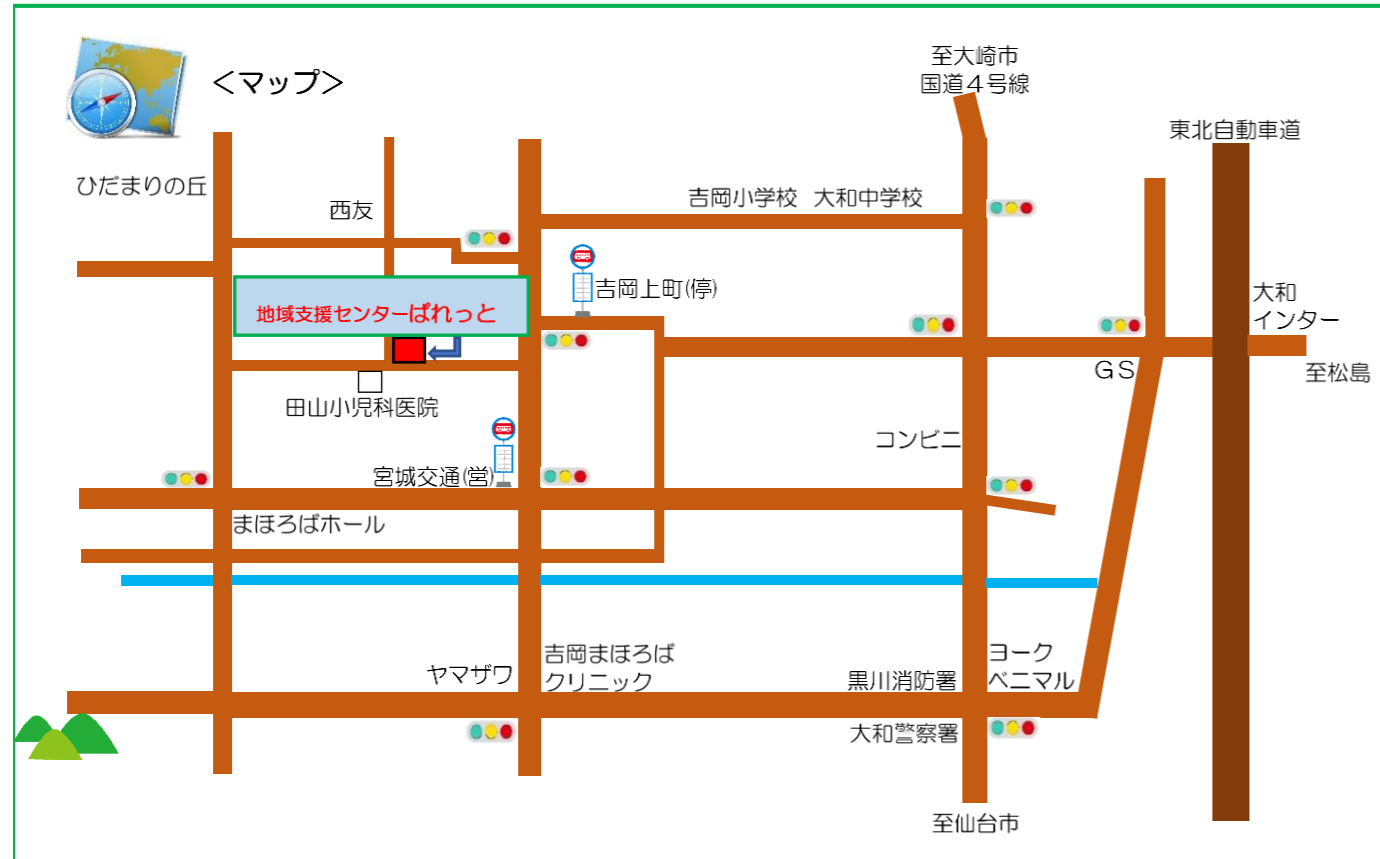 <マップ>
至大崎市
国道4号線
東北自動車道
ひだまりの丘
西友
吉岡小学校 大和中学校
吉岡上町(停)
大和
インター
地域支援センターぱれっと
GS
至松島
田山小児科医院
コンビニ
宮城交通(営)
まほろばホール
ヤマザワ
吉岡まほろば
クリニック
黒川消防署
ヨーク
ベニマル
大和警察署
至仙台市